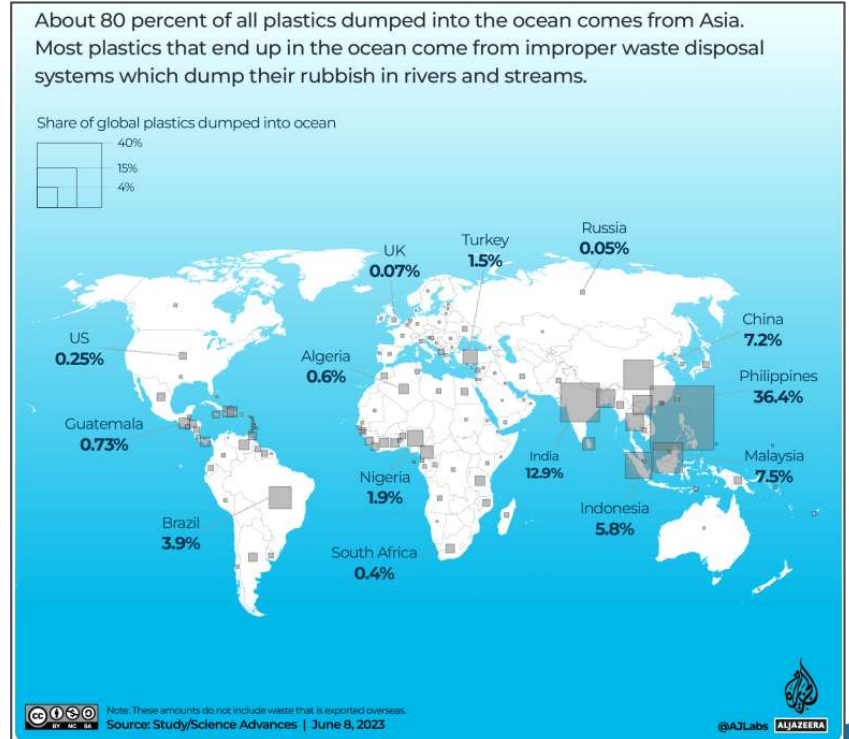 About 80 percent of all plastics dumped into the ocean comes from Asia.
Most plastics that end up in the ocean come from improper waste disposal
systems which dump their rubbish in rivers and streams.
Share of global plastics dumped into ocean
40%
15%
4%
Russia
0.05%
Turkey
1.5%
UK
0.07%
China
7.2%
US
0.25%
Algeria
0.6%
Philippines
36.4%
Guatemala
0.73%
India
12.9%
Malaysia
7.5%
Nigeria
1.9%
Indonesia
5.8%
Brazil
3.9%
South Africa
0.4%
Note: These amounts do not include waste that is exported overseas.
cc BY NC SA
Source: Study/Science Advances | June 8, 2023
@AJLabs ALJAZEERA